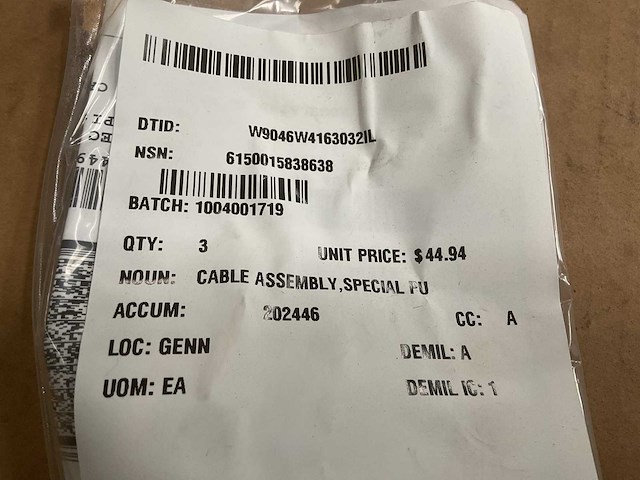 DTID: W9046W4163032IL
NSN: 6150015838638
BATCH: 1004001719
QTY: 3 UNIT PRICE: $44.94
NOUN: CABLE ASSEMBLY,SPECIAL PU
ACCUM: 202446 CC: A
LOC: GENN DEMIL: A
UOM: EA DEMIL IC: 1